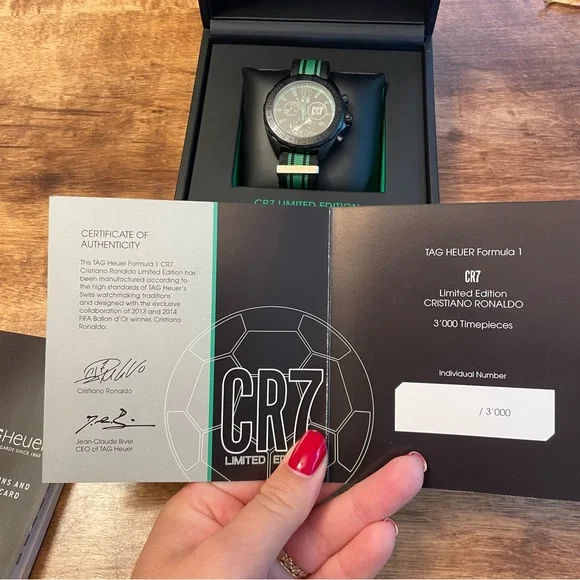 CR7
CR7 LIMITED EDITION
CERTIFICATE OF
AUTHENTICITY
This TAG Heuer Formula 1 CR7
Cristiano Ronaldo Limited Edition has
been manufactured according to
the high standards of TAG Heuer's
Swiss watchmaking traditions
and designed with the exclusive
collaboration of 2013 and 2014
FIFA Ballon d'Or winner, Cristiano
Ronaldo.
Cristiano Ronaldo
Jean-Claude Biver
CEO of TAG Heuer
CR7
LIMITED
TAG HEUER Formula 1
CR7
Limited Edition
CRISTIANO RONALDO
3'000 Timepieces
Individual Number
/ 3'000
Heuer
GARDE SINCE 1860
NS AND
CARD